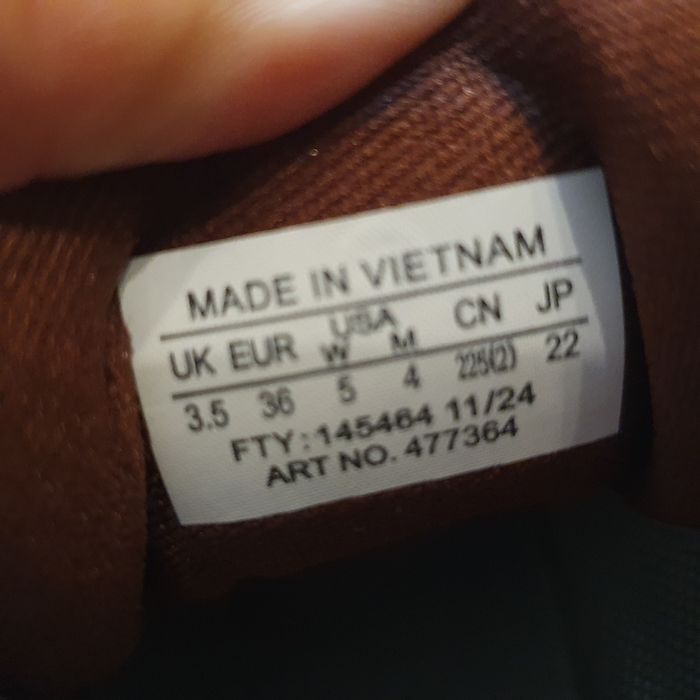 MADE IN VIETNAM
UK EUR USA CN JP
W M
3.5 36 5 4 225(2) 22
FTY: 145464 11/24
ART NO. 477364